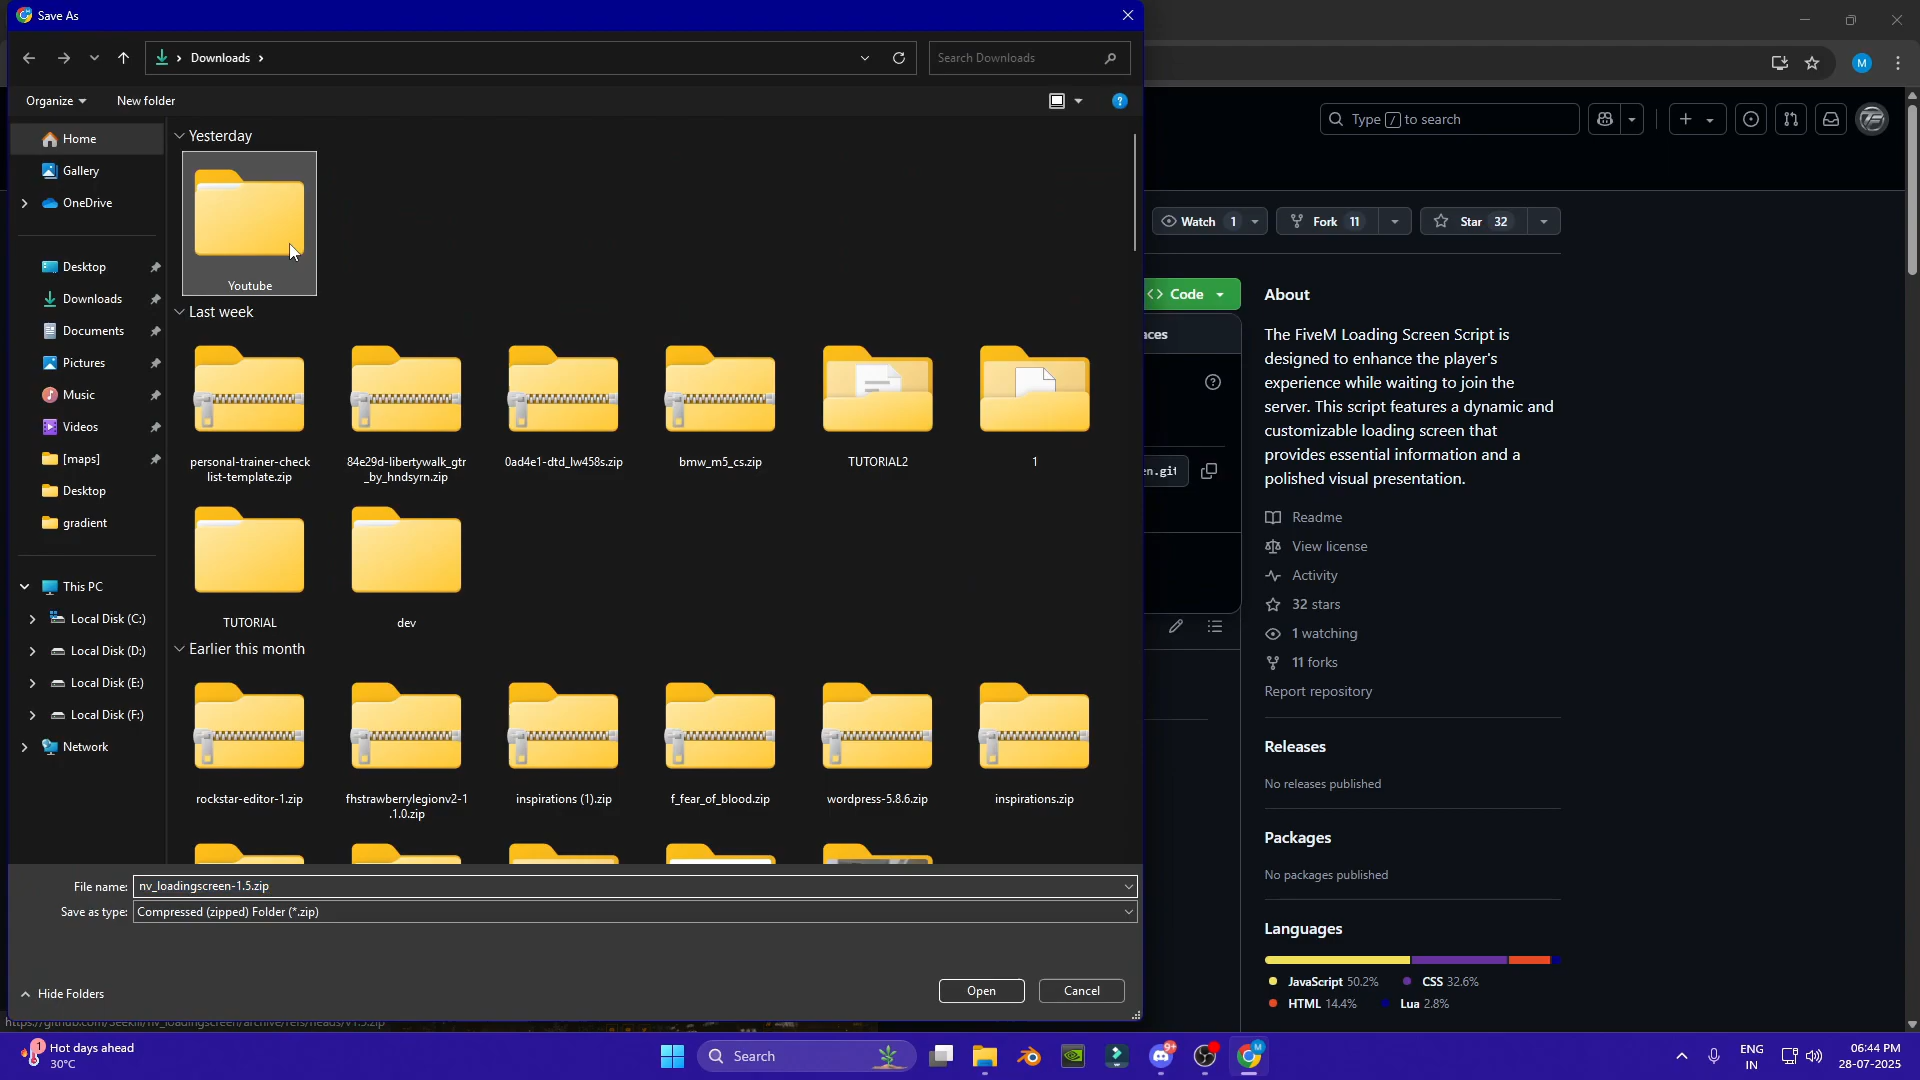 Save As
Downloads
Search Downloads
Organize
New folder
Type / to search
M
Home
Gallery
OneDrive
Desktop
Downloads
Documents
Pictures
Music
Videos
[maps]
Desktop
gradient
This PC
Local Disk (C:)
Local Disk (D:)
Local Disk (E:)
Local Disk (F:)
Network
Yesterday
Youtube
Last week
personal-trainer-check
list-template.zip
84e29d-libertywalk_gtr
_by_hndsyrn.zip
0ad4e1-dtd_lw458s.zip
bmw_m5_cs.zip
TUTORIAL2
1
TUTORIAL
dev
Earlier this month
rockstar-editor-1.zip
fhstrawberrylegionv2-1
.1.0.zip
inspirations (1).zip
f_fear_of_blood.zip
wordpress-5.8.6.zip
inspirations.zip
File name: nv_loadingscreen-1.5.zip
Save as type: Compressed (zipped) Folder (*.zip)
Hide Folders
Open
Cancel
Watch 1
Fork 11
Star 32
Code
aces
en.git
About
The FiveM Loading Screen Script is
designed to enhance the player's
experience while waiting to join the
server. This script features a dynamic and
customizable loading screen that
provides essential information and a
polished visual presentation.
Readme
View license
Activity
32 stars
1 watching
11 forks
Report repository
Releases
No releases published
Packages
No packages published
Languages
JavaScript 50.2%
CSS 32.6%
HTML 14.4%
Lua 2.8%
1
Hot days ahead
30°C
Search
9+
M
ENG
IN
06:44 PM
28-07-2025